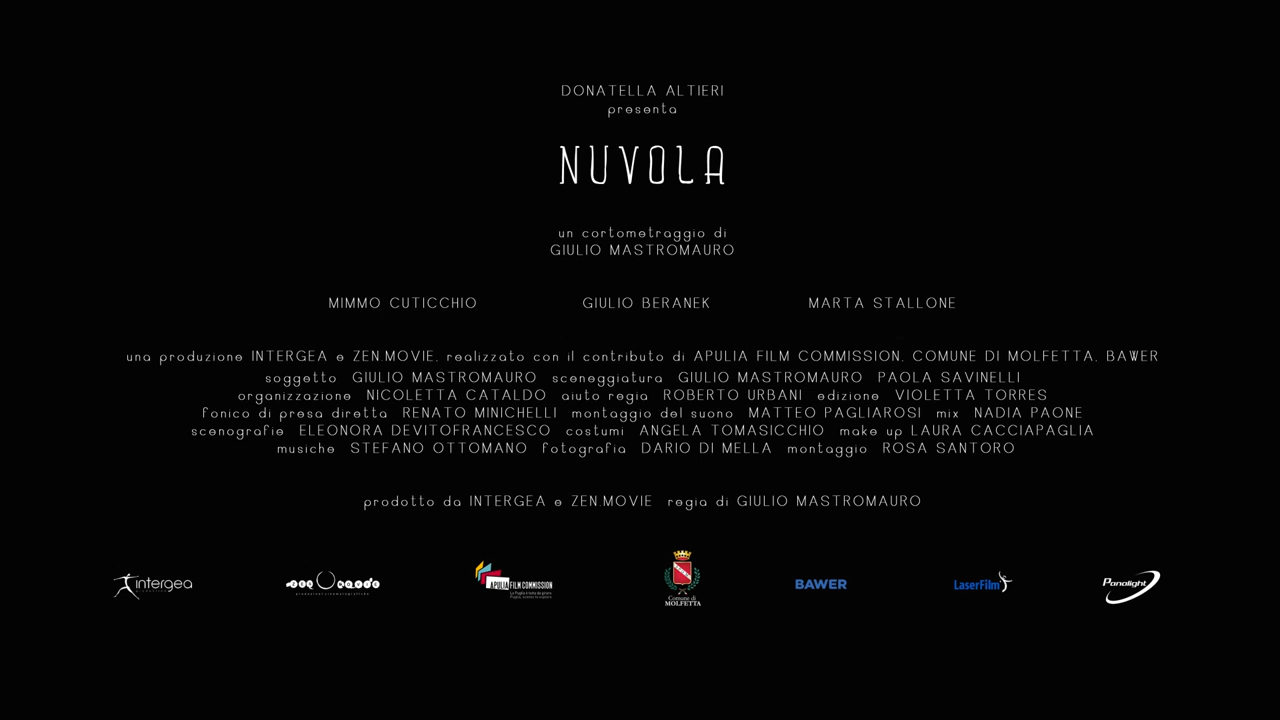 DONATELLA ALTIERI
presenta
NUVOLA
un cortometraggio di
GIULIO MASTROMAURO
MIMMO CUTICCHIO GIULIO BERANEK MARTA STALLONE
una produzione INTERGEA e ZEN.MOVIE, realizzato con il contributo di APULIA FILM COMMISSION, COMUNE DI MOLFETTA, BAWER
soggetto GIULIO MASTROMAURO sceneggiatura GIULIO MASTROMAURO PAOLA SAVINELLI
organizzazione NICOLETTA CATALDO aiuto regia ROBERTO URBANI edizione VIOLETTA TORRES
fonico di presa diretta RENATO MINICHELLI montaggio del suono MATTEO PAGLIAROSI mix NADIA PAONE
scenografie ELEONORA DEVITOFRANCESCO costumi ANGELA TOMASICCHIO make up LAURA CACCIAPAGLIA
musiche STEFANO OTTOMANO fotografia DARIO DI MELLA montaggio ROSA SANTORO
prodotto da INTERGEA e ZEN.MOVIE regia di GIULIO MASTROMAURO
intergea
ZEN MOVIE
produzioni cinematografiche
APULIA FILM COMMISSION
Comune di
MOLFETTA
BAWER
LaserFilm
Panalight